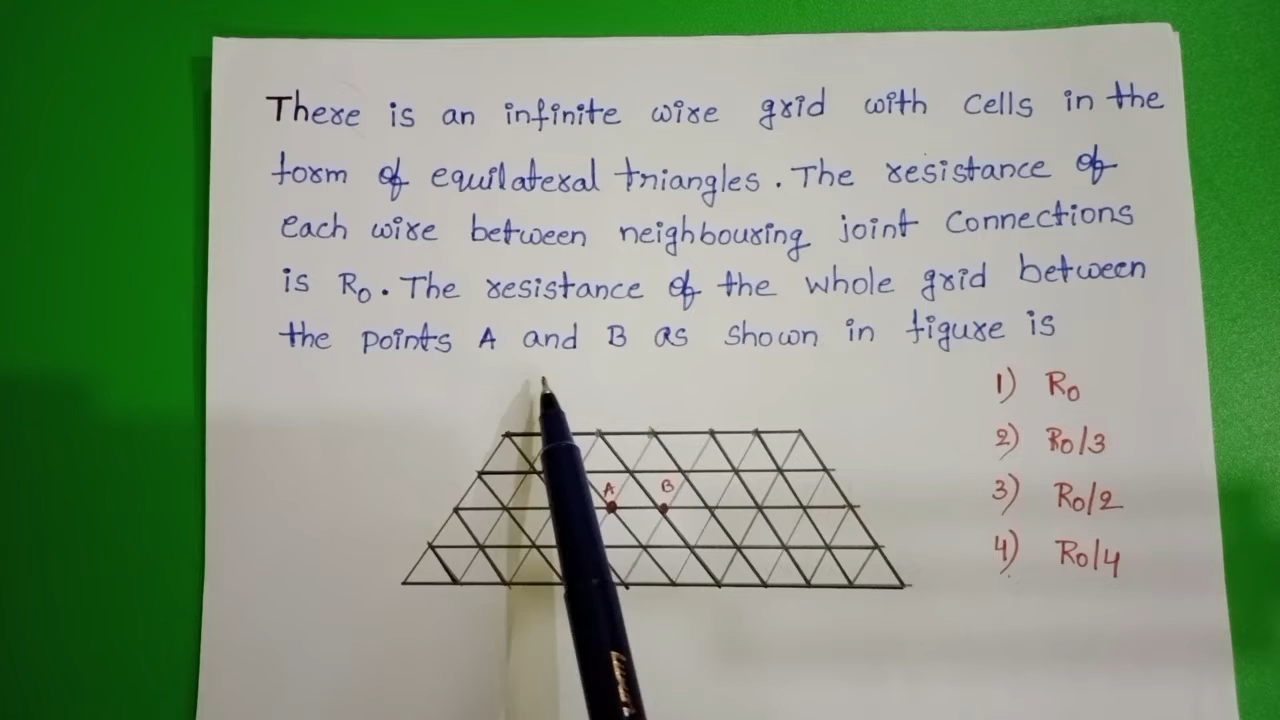 There is an infinite wire grid with cells in the
form of equilateral triangles. The resistance of
each wire between neighbouring joint connections
is R₀. The resistance of the whole grid between
the points A and B as shown in figure is
1) R₀
2) R₀/3
3) R₀/2
4) R₀/4
A B